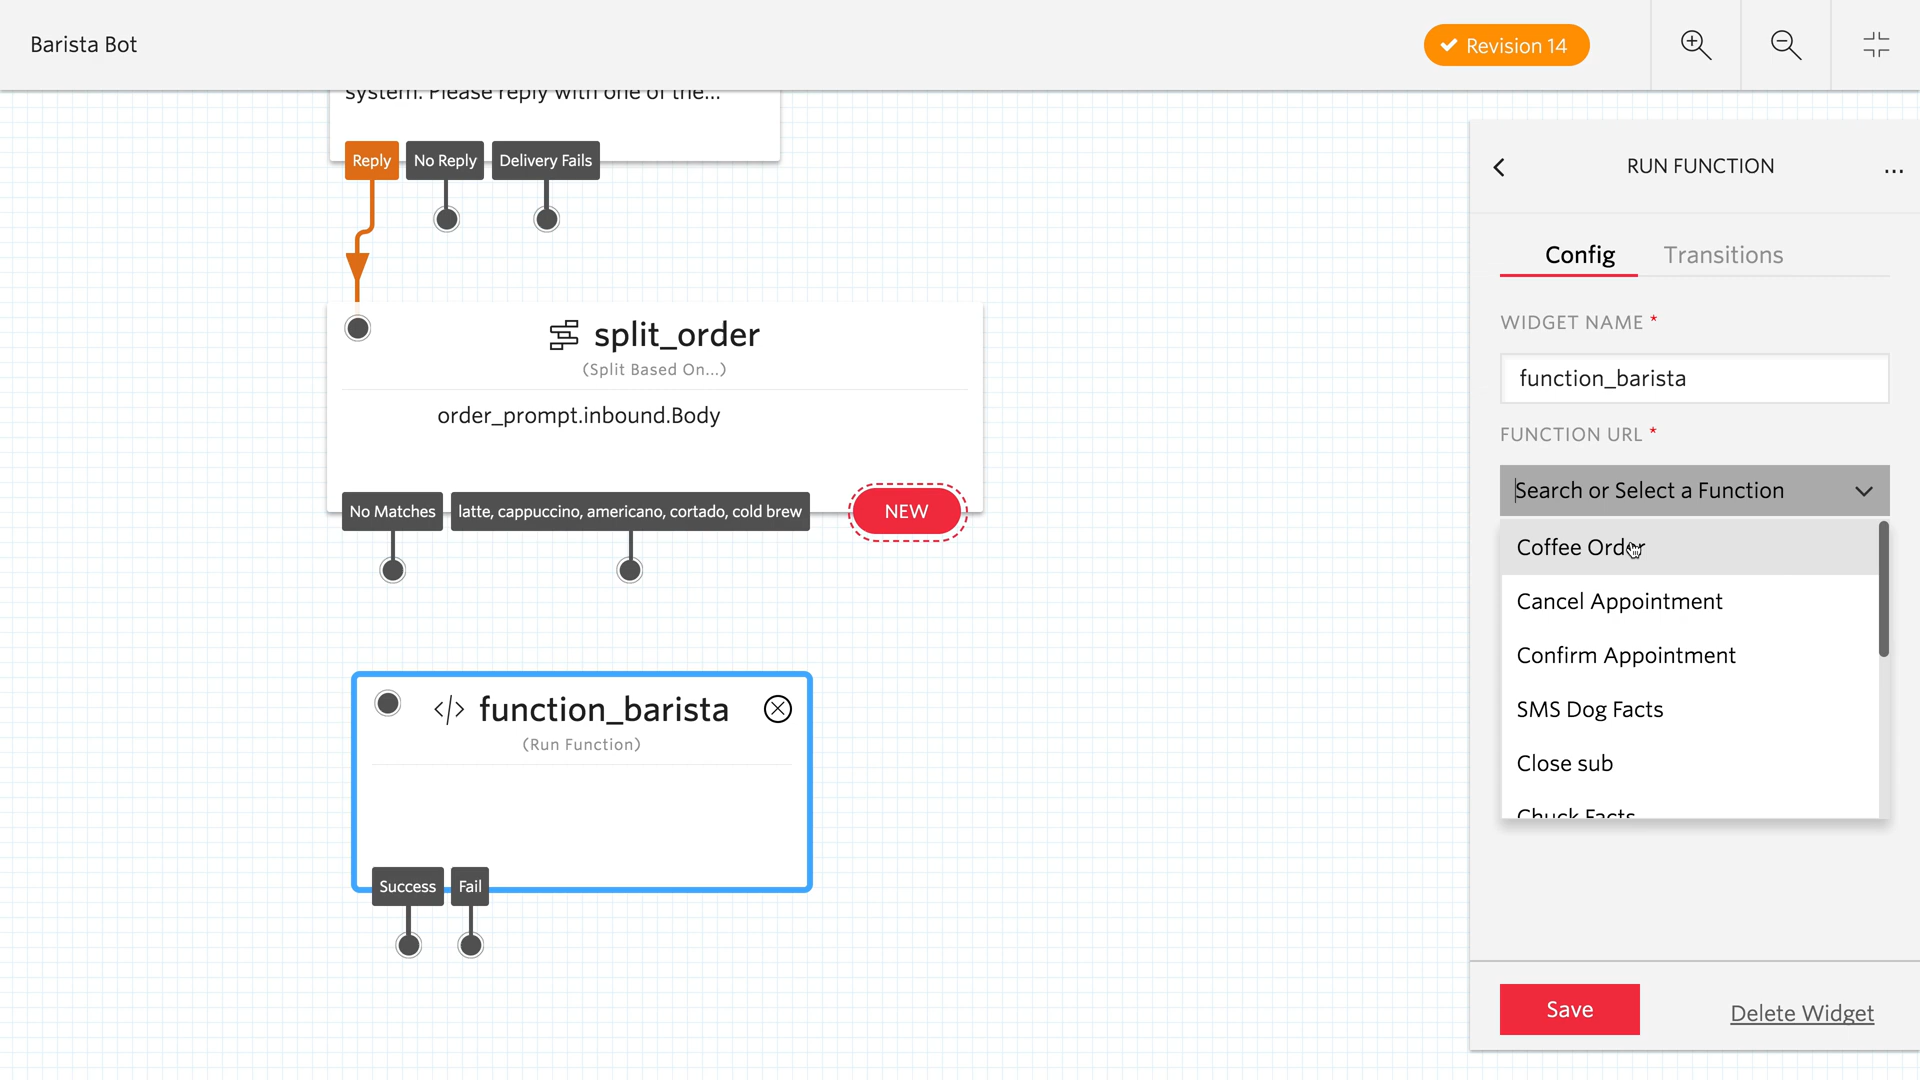 Barista Bot
Revision 14
system. Please reply with one of the...
Reply
No Reply
Delivery Fails
split_order
(Split Based On...)
order_prompt.inbound.Body
No Matches
latte, cappuccino, americano, cortado, cold brew
NEW
</> function_barista
(Run Function)
Success
Fail
RUN FUNCTION
...
Config
Transitions
WIDGET NAME *
function_barista
FUNCTION URL *
Search or Select a Function
Coffee Order
Cancel Appointment
Confirm Appointment
SMS Dog Facts
Close sub
Chuck Facts
Save
Delete Widget